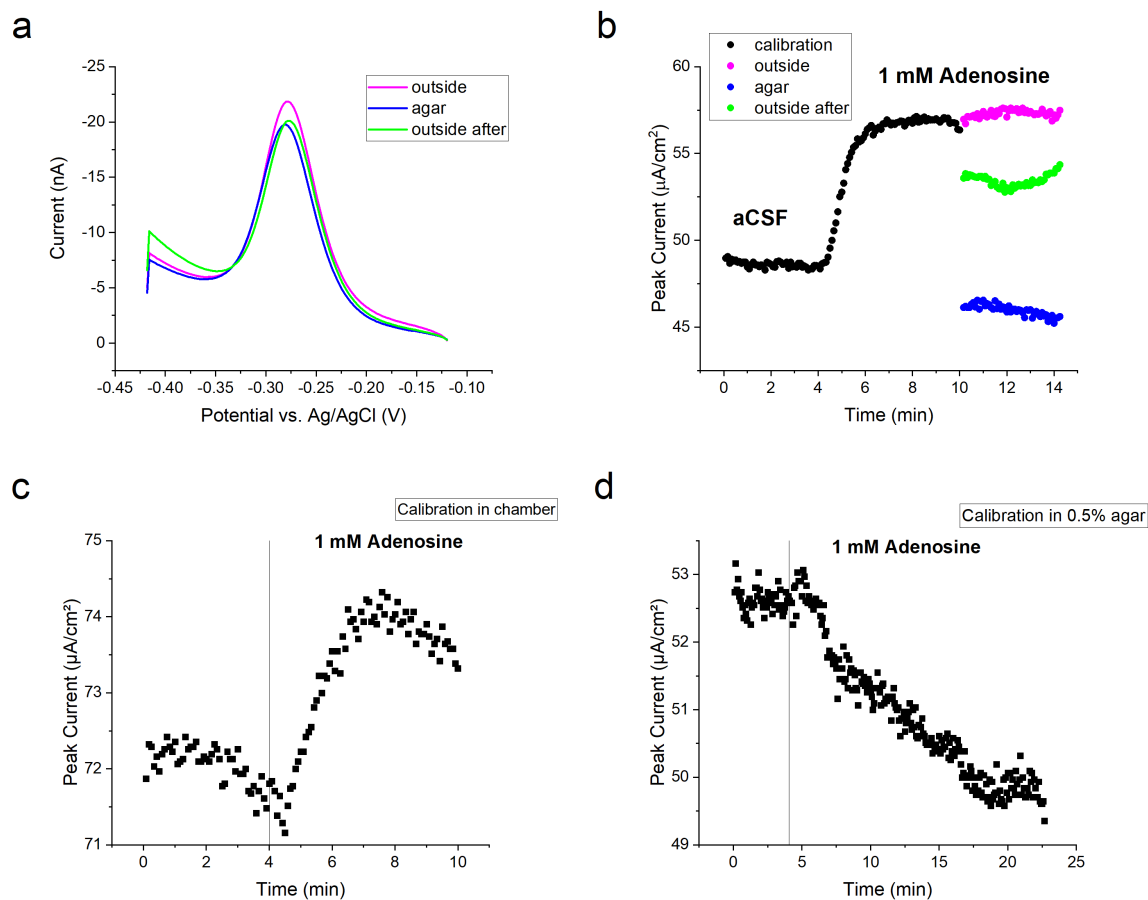 a
-25
-20
-15
-10
-5
0
-0.45 -0.40 -0.35 -0.30 -0.25 -0.20 -0.15 -0.10
Current (nA)
Potential vs. Ag/AgCl (V)
outside
agar
outside after
b
calibration
outside
agar
outside after
1 mM Adenosine
aCSF
60
55
50
45
0 2 4 6 8 10 12 14
Peak Current (µA/cm²)
Time (min)
c
Calibration in chamber
1 mM Adenosine
75
74
73
72
71
0 2 4 6 8 10
Peak Current (µA/cm²)
Time (min)
d
Calibration in 0.5% agar
1 mM Adenosine
53
52
51
50
49
0 5 10 15 20 25
Peak Current (µA/cm²)
Time (min)